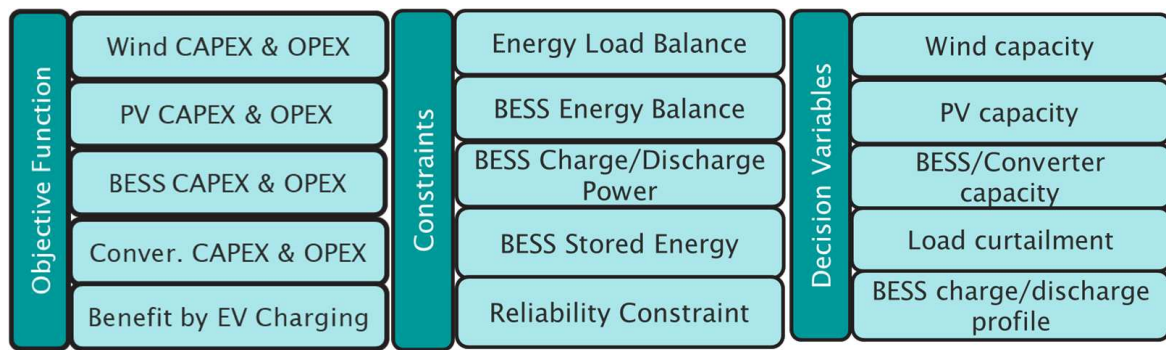 Objective Function
Wind CAPEX & OPEX
PV CAPEX & OPEX
BESS CAPEX & OPEX
Conver. CAPEX & OPEX
Benefit by EV Charging
Constraints
Energy Load Balance
BESS Energy Balance
BESS Charge/Discharge
Power
BESS Stored Energy
Reliability Constraint
Decision Variables
Wind capacity
PV capacity
BESS/Converter
capacity
Load curtailment
BESS charge/discharge
profile